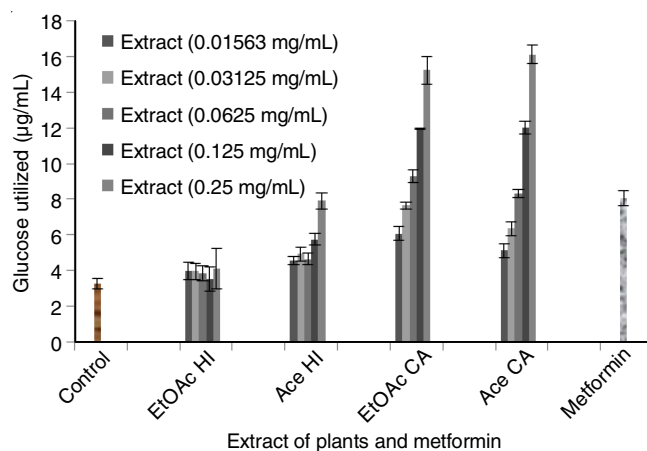 18
16
14
12
10
8
6
4
2
0
Glucose utilized (µg/mL)
Extract (0.01563 mg/mL)
Extract (0.03125 mg/mL)
Extract (0.0625 mg/mL)
Extract (0.125 mg/mL)
Extract (0.25 mg/mL)
Control
EtOAc HI
Ace HI
EtOAc CA
Ace CA
Metformin
Extract of plants and metformin